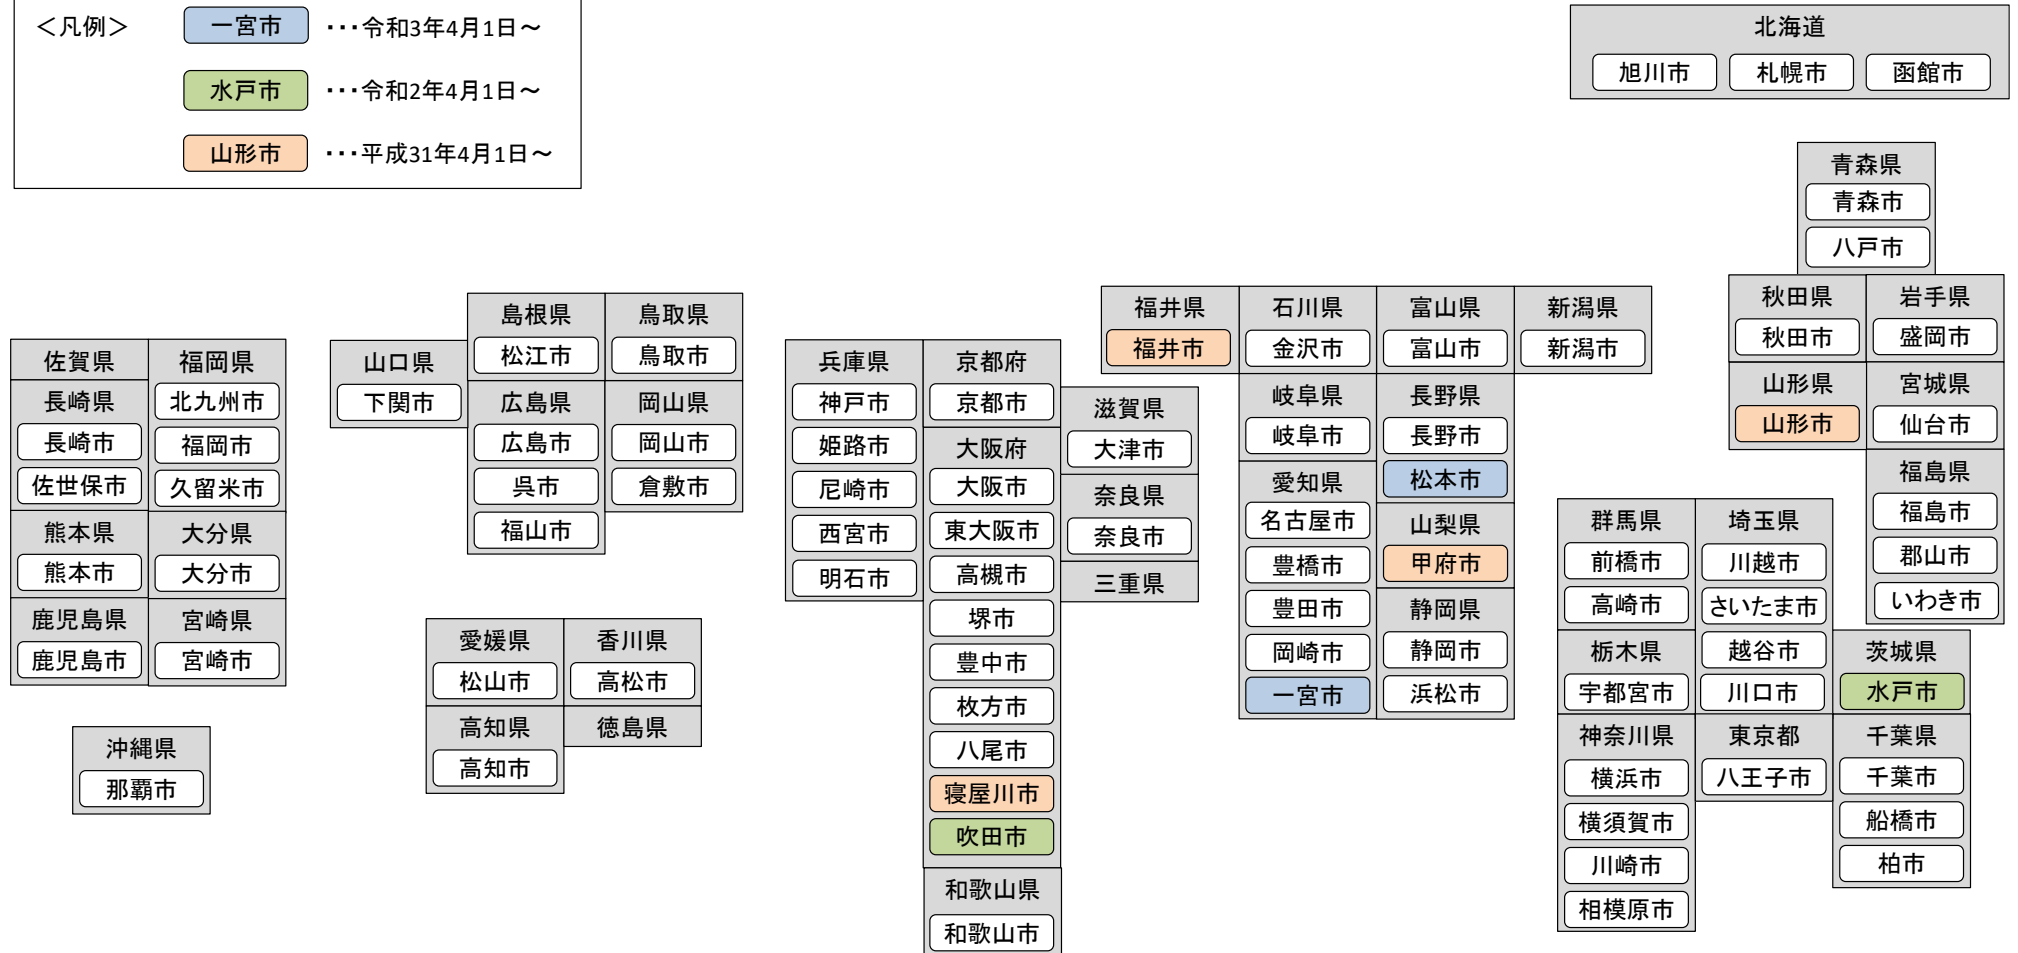 ＜凡例＞
一宮市 ･･･令和3年4月1日～
水戸市 ･･･令和2年4月1日～
山形市 ･･･平成31年4月1日～
北海道
旭川市 札幌市 函館市
青森県
青森市
八戸市
秋田県
秋田市
岩手県
盛岡市
山形県
山形市
宮城県
仙台市
福島県
福島市
郡山市
いわき市
福井県
福井市
石川県
金沢市
富山県
富山市
新潟県
新潟市
岐阜県
岐阜市
長野県
長野市
松本市
愛知県
名古屋市
豊橋市
豊田市
岡崎市
一宮市
山梨県
甲府市
静岡県
静岡市
浜松市
群馬県
前橋市
高崎市
埼玉県
川越市
さいたま市
越谷市
川口市
栃木県
宇都宮市
茨城県
水戸市
神奈川県
横浜市
横須賀市
川崎市
相模原市
東京都
八王子市
千葉県
千葉市
船橋市
柏市
兵庫県
神戸市
姫路市
尼崎市
西宮市
明石市
京都府
京都市
大阪府
大阪市
東大阪市
高槻市
堺市
豊中市
枚方市
八尾市
寝屋川市
吹田市
和歌山県
和歌山市
滋賀県
大津市
奈良県
奈良市
三重県
島根県
松江市
鳥取県
鳥取市
山口県
下関市
広島県
広島市
呉市
福山市
岡山県
岡山市
倉敷市
愛媛県
松山市
香川県
高松市
高知県
高知市
徳島県
佐賀県
福岡県
北九州市
福岡市
久留米市
長崎県
長崎市
佐世保市
熊本県
熊本市
大分県
大分市
鹿児島県
鹿児島市
宮崎県
宮崎市
沖縄県
那覇市